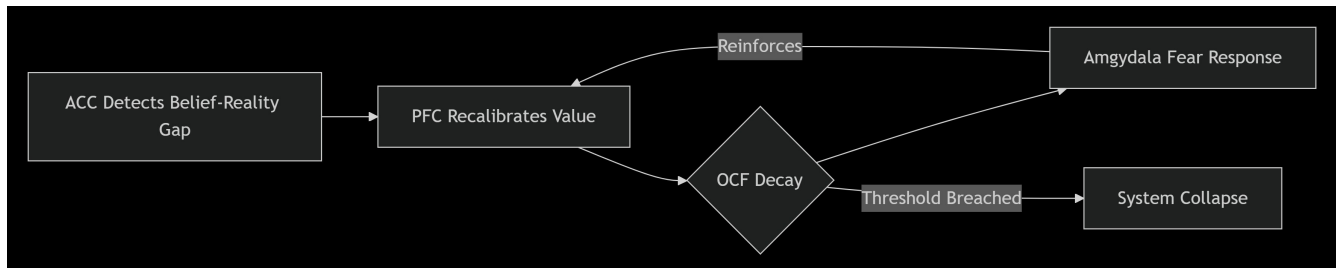 ACC Detects Belief-Reality
Gap
PFC Recalibrates Value
Reinforces
OCF Decay
Threshold Breached
Amgydala Fear Response
System Collapse